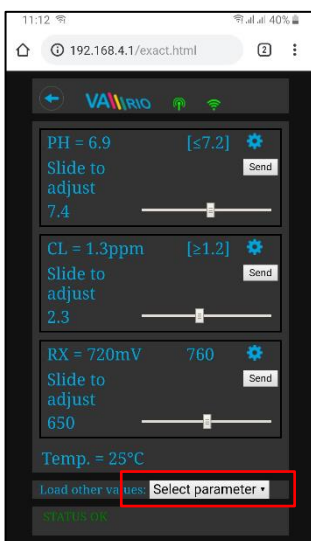 11:12 40%
192.168.4.1/exact.html 2
VAIIIRIO
PH = 6.9 [≤7.2]
Slide to Send
adjust
7.4
CL = 1.3ppm [≥1.2]
Slide to Send
adjust
2.3
RX = 720mV 760
Slide to Send
adjust
650
Temp. = 25°C
Load other values: Select parameter
STATUS OK